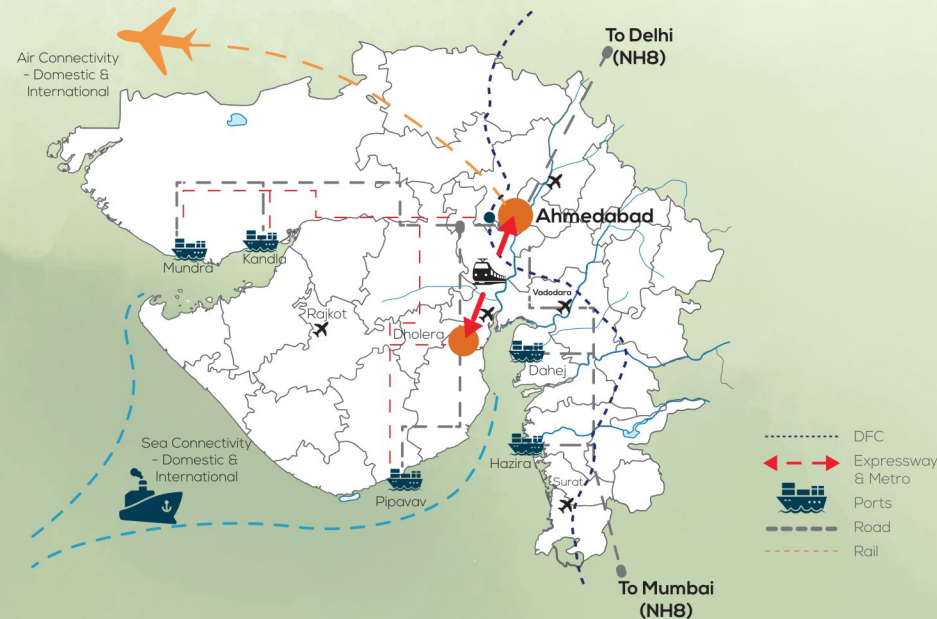 To Delhi
(NH8)
Air Connectivity
- Domestic &
International
Ahmedabad
Mundra
Kandla
Vadodara
Rajkot
Dholera
Dahej
Sea Connectivity
- Domestic &
International
Hazira
Surat
Pipavav
DFC
Expressway
& Metro
Ports
Road
Rail
To Mumbai
(NH8)